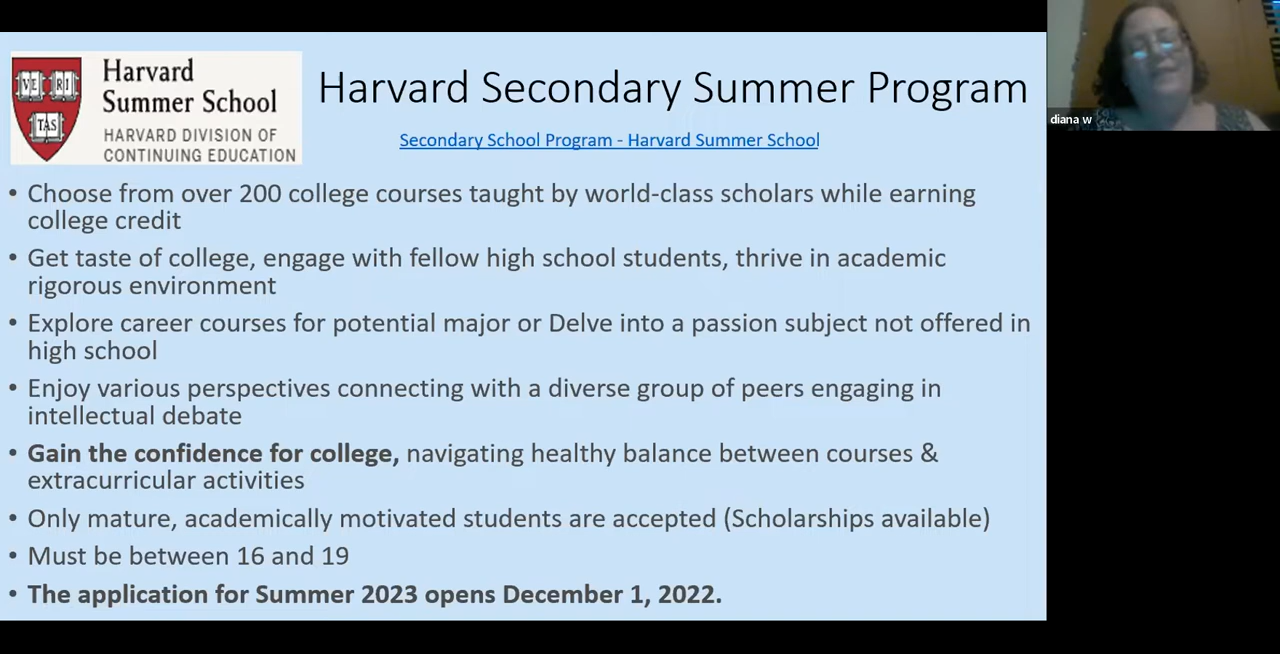 VE RI
TAS
Harvard
Summer School
HARVARD DIVISION OF
CONTINUING EDUCATION
Harvard Secondary Summer Program
Secondary School Program - Harvard Summer School
diana w
• Choose from over 200 college courses taught by world-class scholars while earning
college credit
• Get taste of college, engage with fellow high school students, thrive in academic
rigorous environment
• Explore career courses for potential major or Delve into a passion subject not offered in
high school
• Enjoy various perspectives connecting with a diverse group of peers engaging in
intellectual debate
• Gain the confidence for college, navigating healthy balance between courses &
extracurricular activities
• Only mature, academically motivated students are accepted (Scholarships available)
• Must be between 16 and 19
• The application for Summer 2023 opens December 1, 2022.